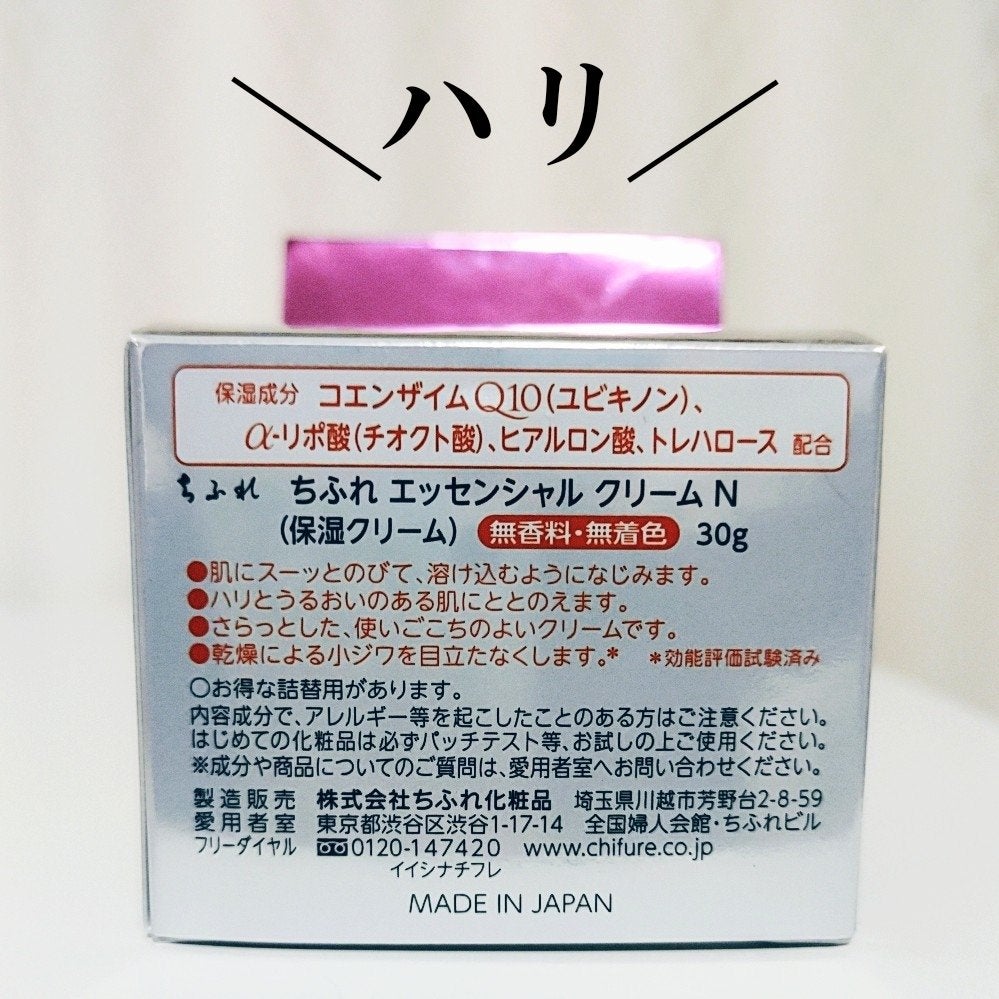 ＼ハリ／
保湿成分 コエンザイムQ10(ユビキノン)、
α-リポ酸(チオクト酸)、ヒアルロン酸、トレハロース 配合
ちふれ ちふれ エッセンシャル クリーム N
(保湿クリーム) 無香料・無着色 30g
●肌にスーッとのびて、溶け込むようになじみます。
●ハリとうるおいのある肌にととのえます。
●さらっとした、使いごこちのよいクリームです。
●乾燥による小ジワを目立たなくします。* *効能評価試験済み
○お得な詰替用があります。
内容成分で、アレルギー等を起こしたことのある方はご注意ください。
はじめての化粧品は必ずパッチテスト等、お試しの上ご使用ください。
※成分や商品についてのご質問は、愛用者室へお問い合わせください。
製造販売 株式会社ちふれ化粧品 埼玉県川越市芳野台2-8-59
愛用者室 東京都渋谷区渋谷1-17-14 全国婦人会館・ちふれビル
フリーダイヤル 0120-147420 www.chifure.co.jp
イイシナチフレ
MADE IN JAPAN